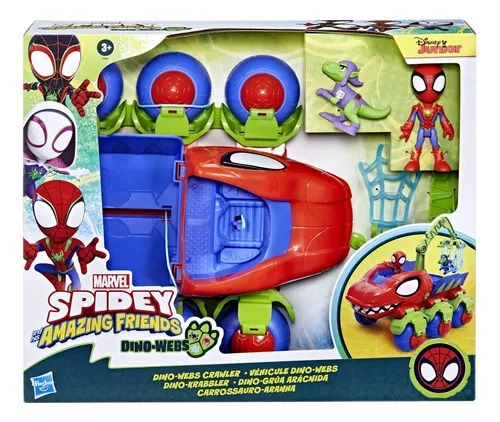 3+
Disney
Junior
MARVEL
SPIDEY
AND HIS
AMAZING FRIENDS
DINO-WEBS
Hasbro
DINO-WEBS CRAWLER · VÉHICULE DINO-WEBS
DINO-KRABBLER · DINO-GRÚA ARÁCNIDA
CARROSSAURO-ARANHA